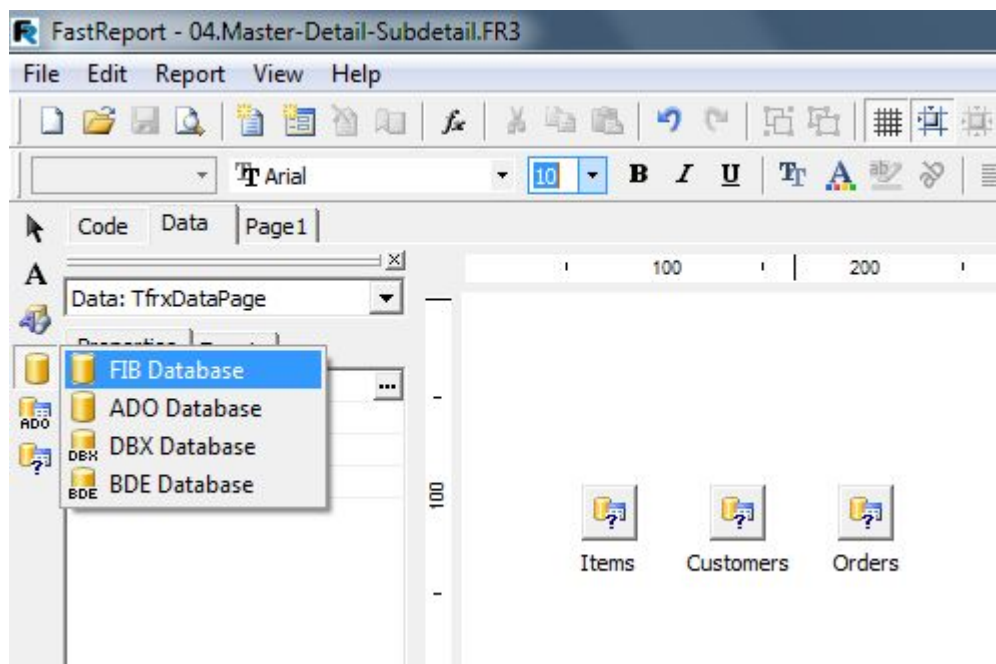 FastReport - 04.Master-Detail-Subdetail.FR3
File Edit Report View Help
Arial 10 B I U
Code Data Page1
100 200
Data: TfrxDataPage
FIB Database
ADO Database
DBX Database
BDE Database
ADO
DBX
BDE
100
Items Customers Orders